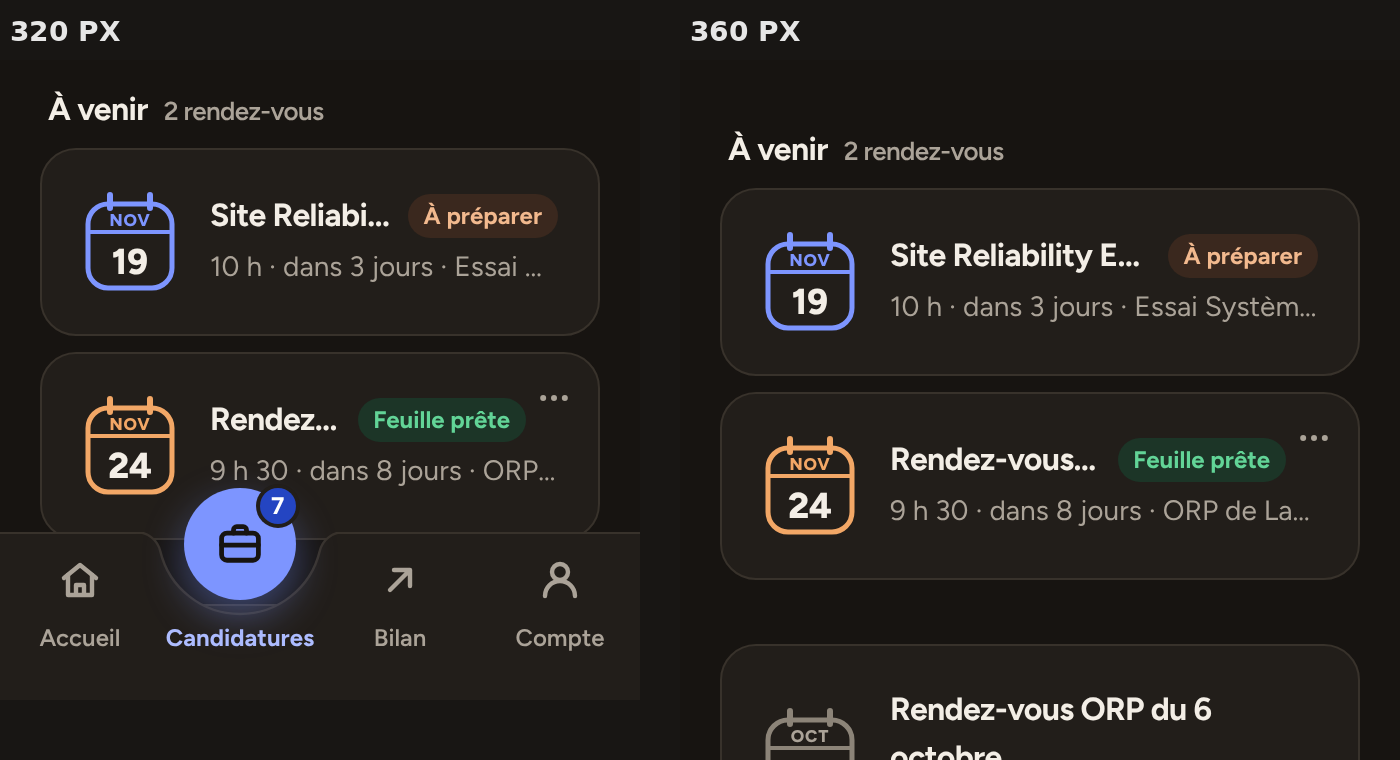 320 PX
À venir 2 rendez-vous
NOV
19
Site Reliabi... À préparer
10 h · dans 3 jours · Essai ...
NOV
24
Rendez... Feuille prête
9 h 30 · dans 8 jours · ORP...
7
Accueil Candidatures Bilan Compte
360 PX
À venir 2 rendez-vous
NOV
19
Site Reliability E... À préparer
10 h · dans 3 jours · Essai Systèm...
NOV
24
Rendez-vous... Feuille prête
9 h 30 · dans 8 jours · ORP de La...
OCT
Rendez-vous ORP du 6
octobre